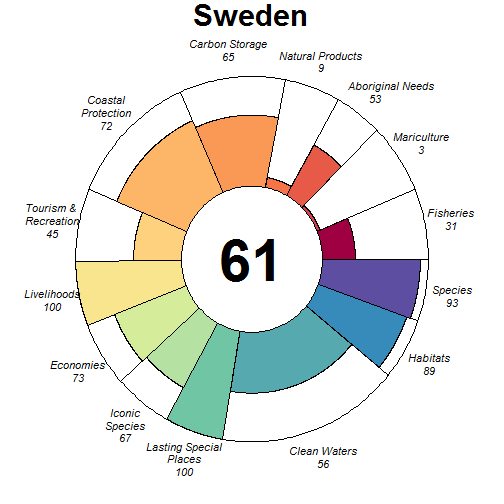 Sweden
Carbon Storage
65
Natural Products
9
Aboriginal Needs
53
Mariculture
3
Fisheries
31
Species
93
Habitats
89
Clean Waters
56
Lasting Special
Places
100
Iconic
Species
67
Economies
73
Livelihoods
100
Tourism &
Recreation
45
Coastal
Protection
72
61